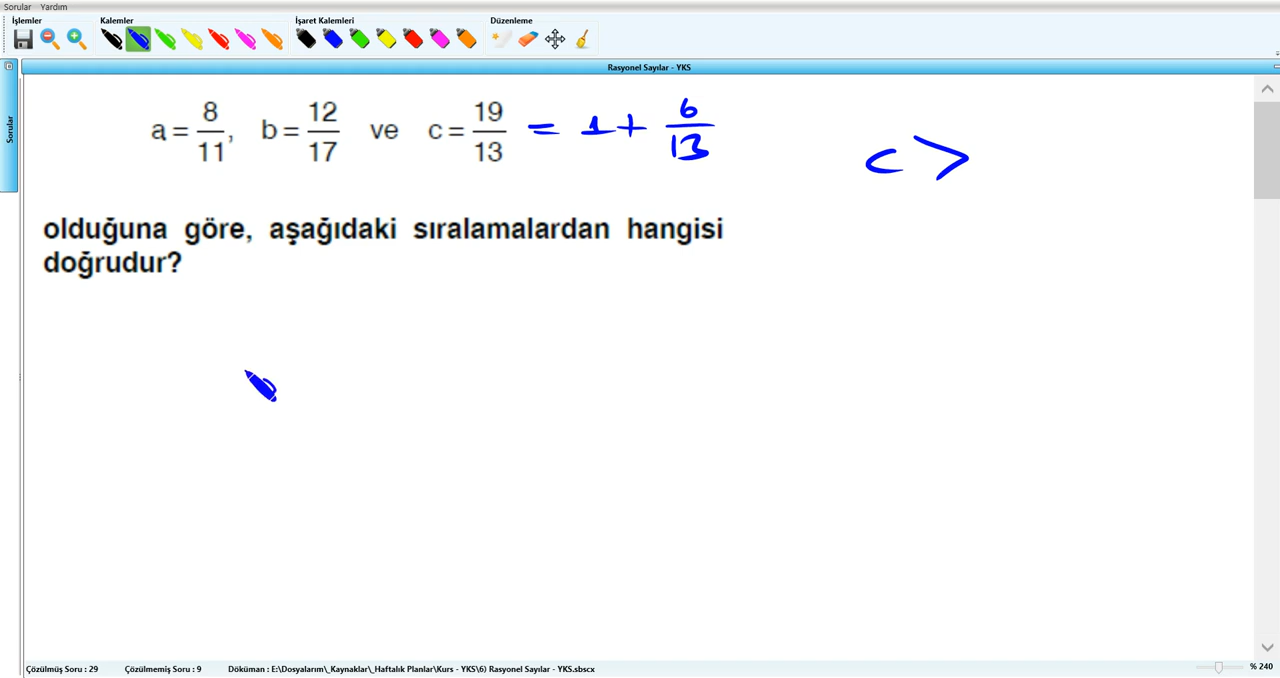 Sorular Yardım
İşlemler Kalemler İşaret Kalemleri Düzenleme
Rasyonel Sayılar - YKS
Sorular
a = 8/11, b = 12/17 ve c = 19/13 = 1 + 6/13
c >
olduğuna göre, aşağıdaki sıralamalardan hangisi
doğrudur?
Çözülmüş Soru : 29 Çözülmemiş Soru : 9 Döküman : E:\Dosyalarım\_Kaynaklar\_Haftalık Planlar\Kurs - YKS\6) Rasyonel Sayılar - YKS.sbscx % 240